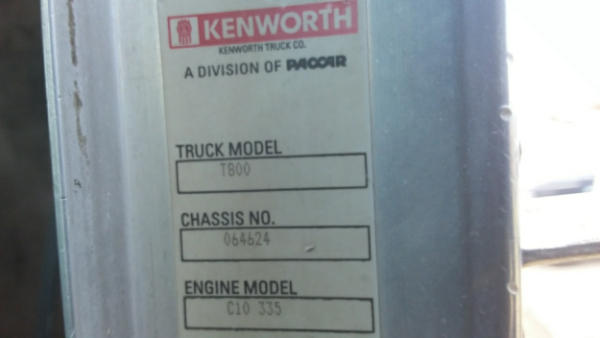 KENWORTH
KENWORTH TRUCK CO.
A DIVISION OF PACCAR
TRUCK MODEL
T800
CHASSIS NO.
064624
ENGINE MODEL
C10 335